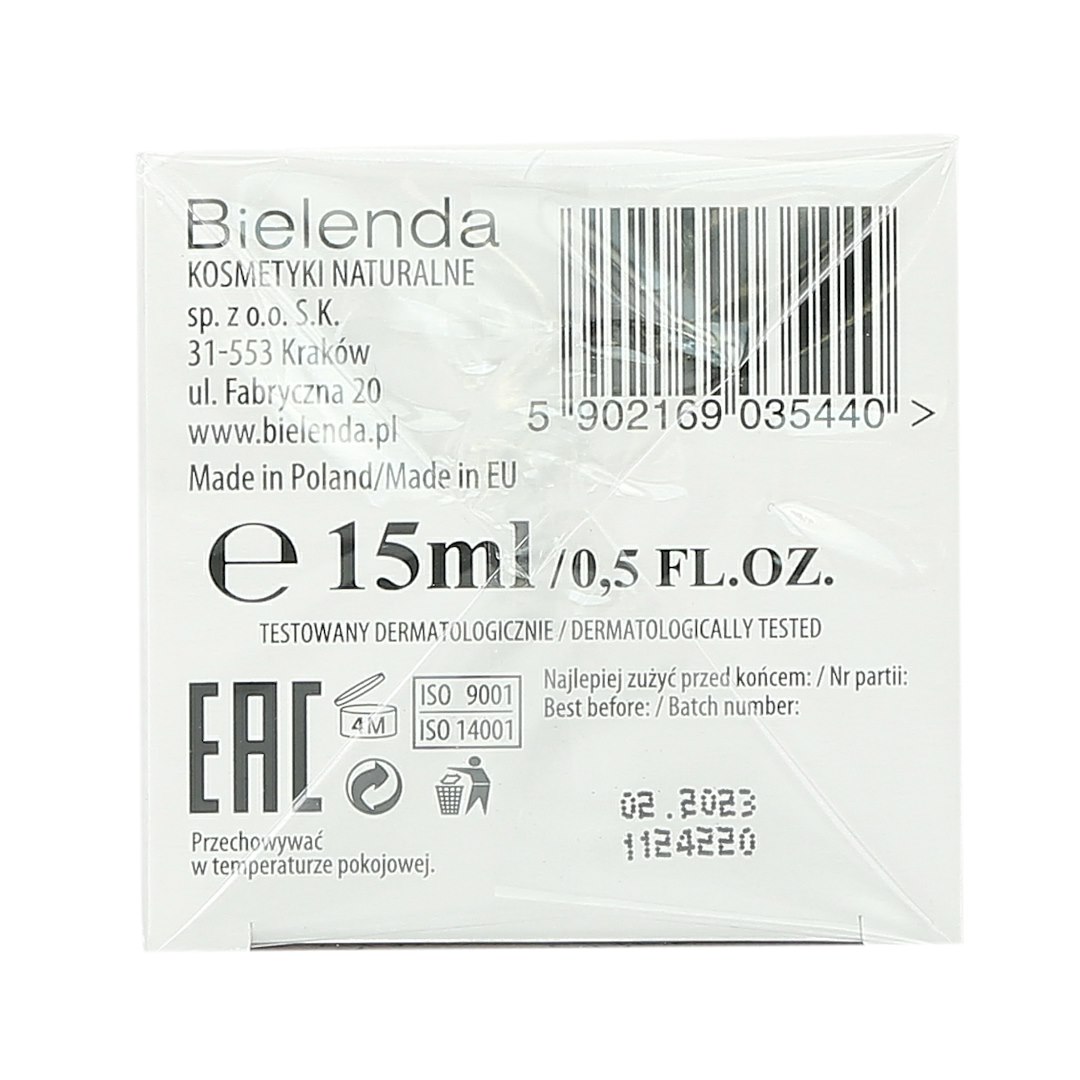 Bielenda
KOSMETYKI NATURALNE
sp. z o.o. S.K.
31-553 Kraków
ul. Fabryczna 20
www.bielenda.pl
Made in Poland/Made in EU
5 902169 035440 >
e 15ml/0,5 FL.OZ.
TESTOWANY DERMATOLOGICZNIE / DERMATOLOGICALLY TESTED
EAC
4M
ISO 9001
ISO 14001
Najlepiej zużyć przed końcem: / Nr partii:
Best before: / Batch number:
02.2023
1124220
Przechowywać
w temperaturze pokojowej.